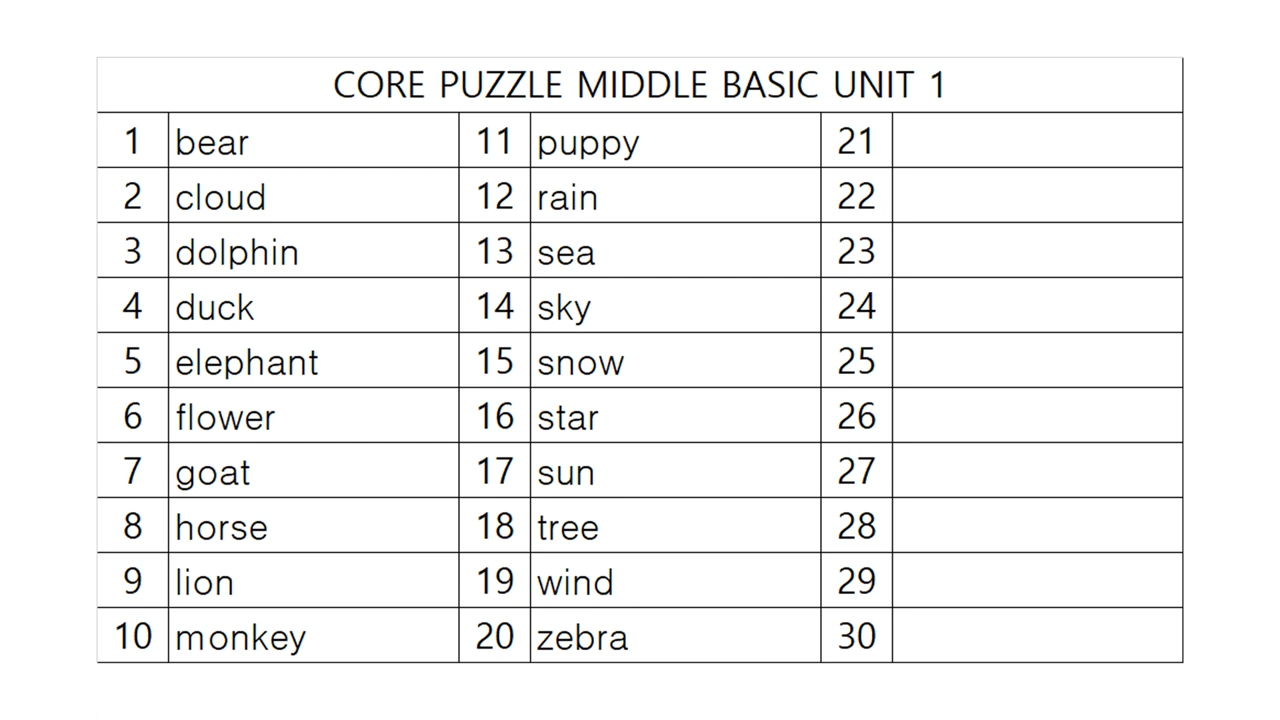 CORE PUZZLE MIDDLE BASIC UNIT 1
1 bear 11 puppy 21
2 cloud 12 rain 22
3 dolphin 13 sea 23
4 duck 14 sky 24
5 elephant 15 snow 25
6 flower 16 star 26
7 goat 17 sun 27
8 horse 18 tree 28
9 lion 19 wind 29
10 monkey 20 zebra 30